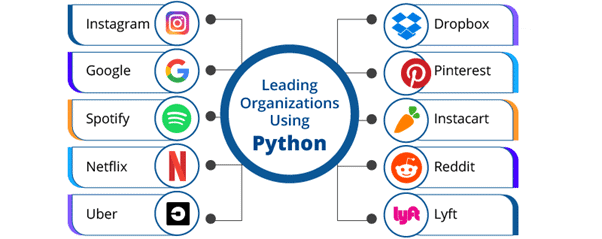 Instagram
Google
Spotify
Netflix
Uber
Leading
Organizations
Using
Python
Dropbox
Pinterest
Instacart
Reddit
Lyft
lyft